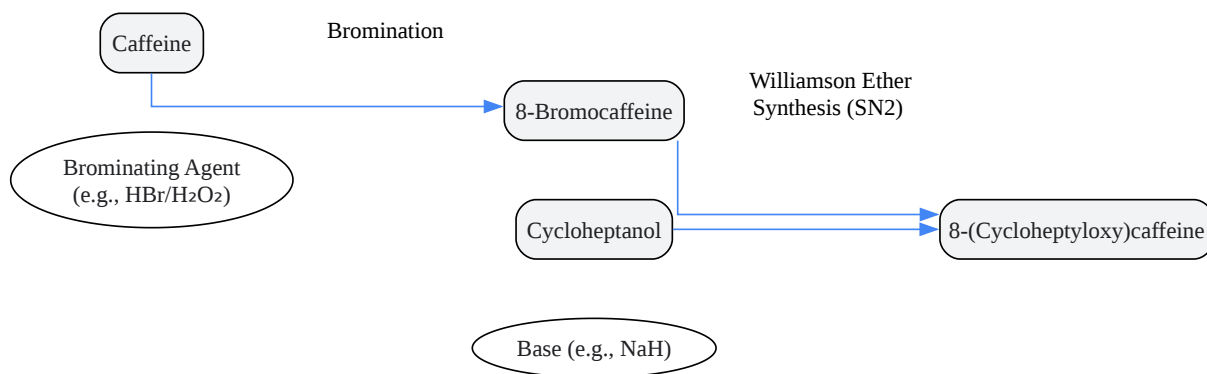 Caffeine
Bromination
Brominating Agent
(e.g., HBr/H₂O₂)
8-Bromocaffeine
Williamson Ether
Synthesis (SN2)
Cycloheptanol
8-(Cycloheptyloxy)caffeine
Base (e.g., NaH)